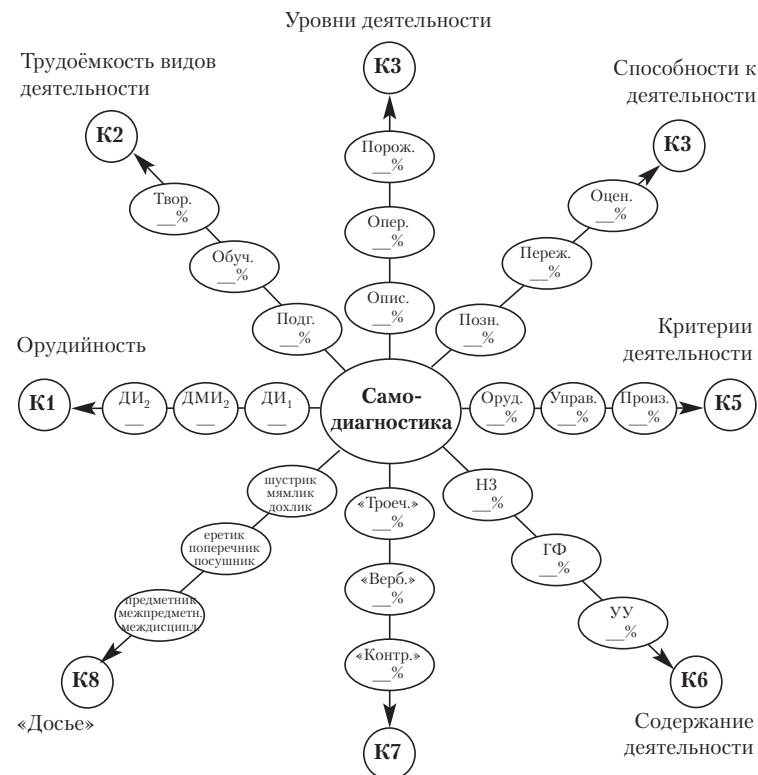 Уровни деятельности
К3
Трудоёмкость видов
деятельности
К2
Способности к
деятельности
К3
Порож.
__%
Опер.
__%
Опис.
__%
Твор.
__%
Обуч.
__%
Подг.
__%
Оцен.
__%
Переж.
__%
Позн.
__%
Орудийность
К1
ДИ₂
__
ДМИ₂
__
ДИ₁
__
Само-
диагностика
Критерии
деятельности
Оруд.
__%
Управ.
__%
Произ.
__%
К5
шустрик
мямлик
дохлик
еретик
поперечник
посушник
предметник
межпредметн.
междисципл.
К8
«Досье»
«Троеч.»
__%
«Верб.»
__%
«Контр.»
__%
К7
НЗ
__%
ГФ
__%
УУ
__%
К6
Содержание
деятельности